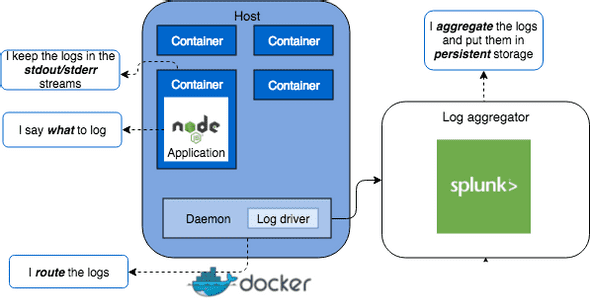 Host
Container
Container
Container
Container
I keep the logs in the
stdout/stderr
streams
I say what to log
node
JS
Application
Daemon
Log driver
I route the logs
docker
I aggregate the logs
and put them in
persistent storage
Log aggregator
splunk>